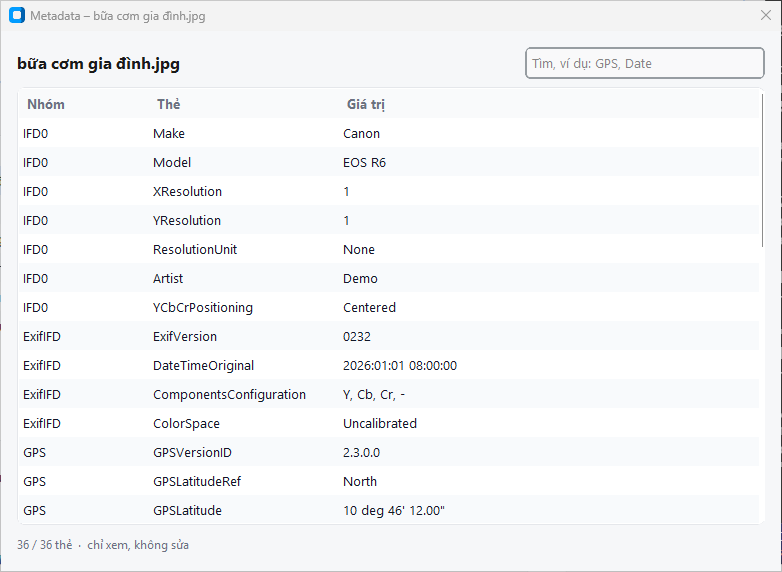 Metadata – bữa cơm gia đình.jpg
bữa cơm gia đình.jpg
Tìm, ví dụ: GPS, Date
Nhóm Thẻ Giá trị
IFD0 Make Canon
IFD0 Model EOS R6
IFD0 XResolution 1
IFD0 YResolution 1
IFD0 ResolutionUnit None
IFD0 Artist Demo
IFD0 YCbCrPositioning Centered
ExifIFD ExifVersion 0232
ExifIFD DateTimeOriginal 2026:01:01 08:00:00
ExifIFD ComponentsConfiguration Y, Cb, Cr, -
ExifIFD ColorSpace Uncalibrated
GPS GPSVersionID 2.3.0.0
GPS GPSLatitudeRef North
GPS GPSLatitude 10 deg 46' 12.00"
36 / 36 thẻ · chỉ xem, không sửa